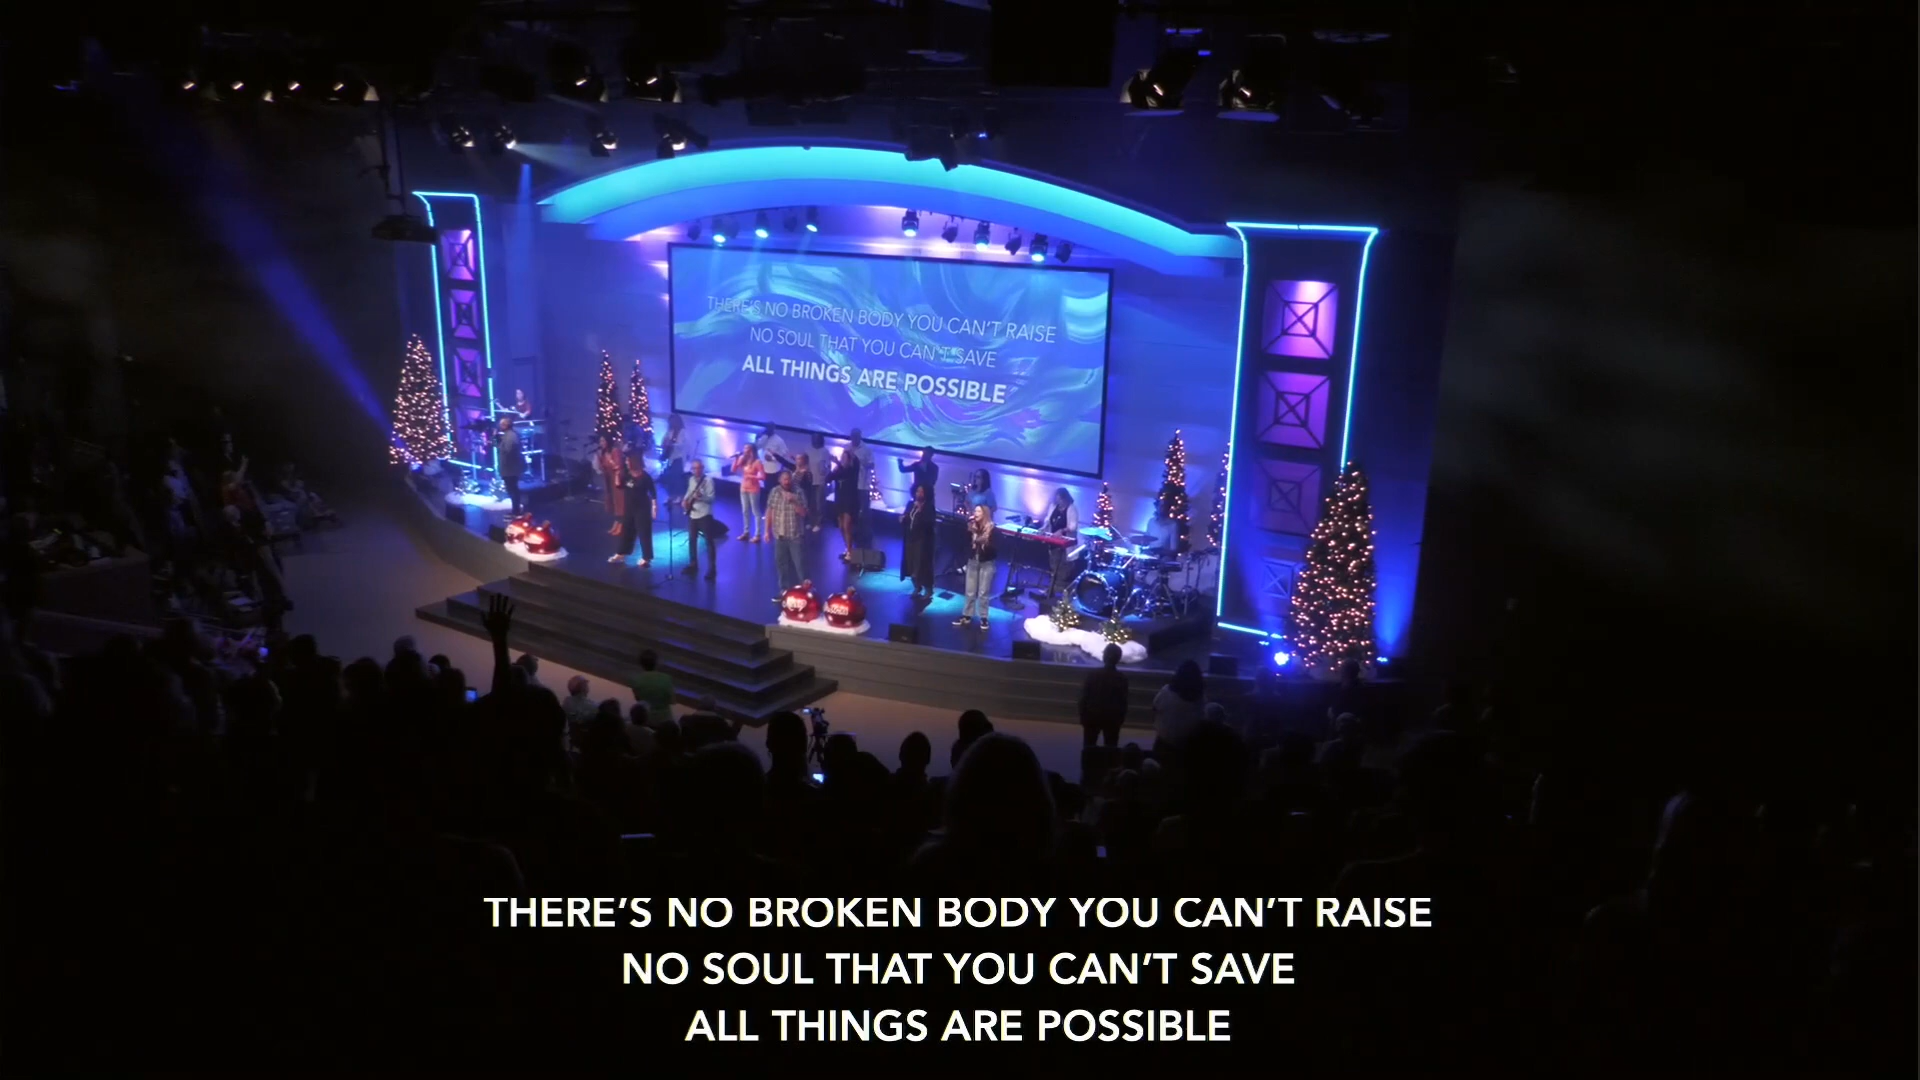 THERE'S NO BROKEN BODY YOU CAN'T RAISE
NO SOUL THAT YOU CAN'T SAVE
ALL THINGS ARE POSSIBLE
THERE'S NO BROKEN BODY YOU CAN'T RAISE
NO SOUL THAT YOU CAN'T SAVE
ALL THINGS ARE POSSIBLE